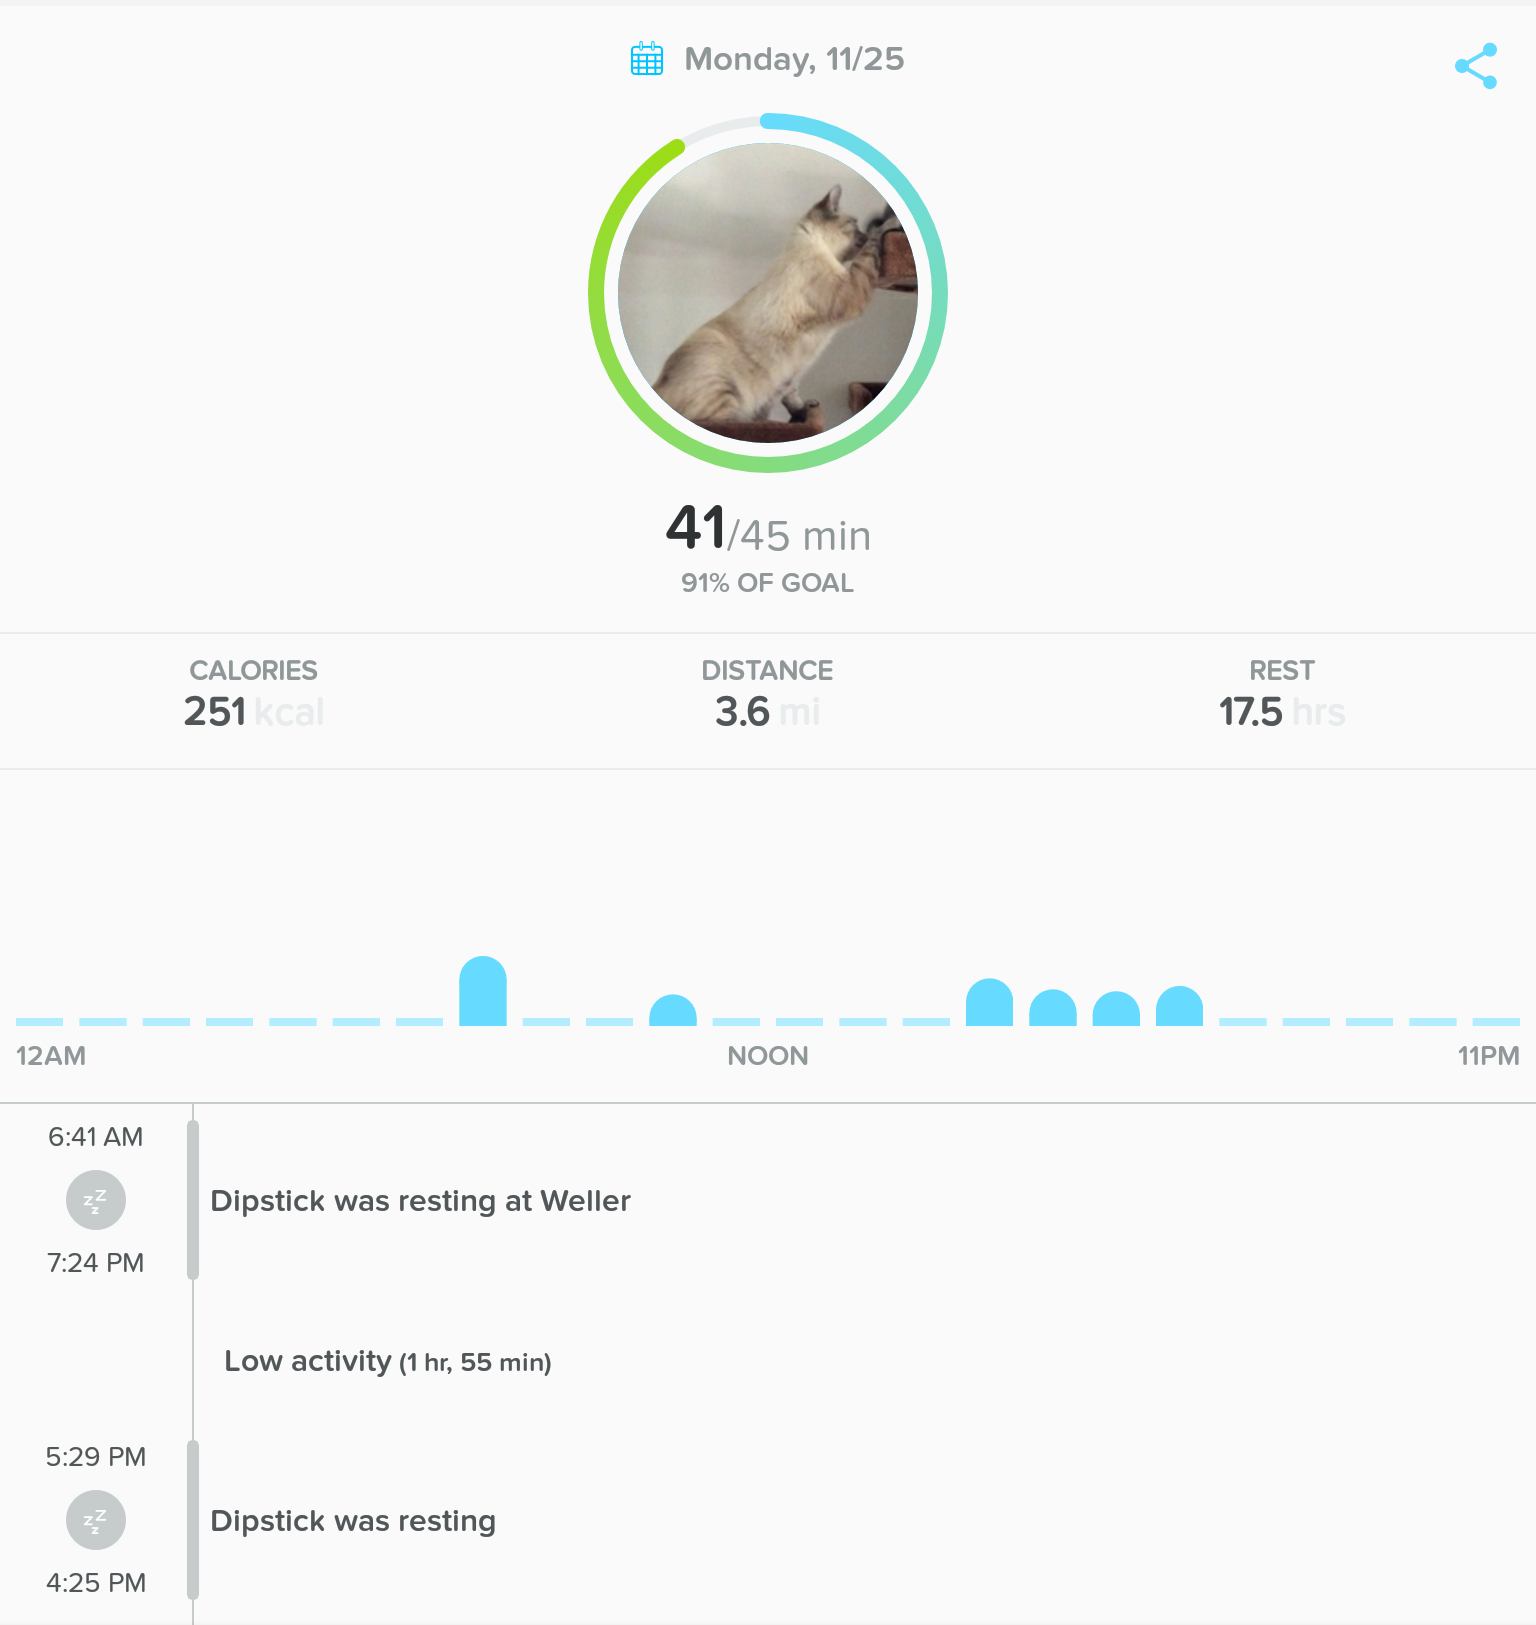 Monday, 11/25
41/45 min
91% OF GOAL
CALORIES DISTANCE REST
251 kcal 3.6 mi 17.5 hrs
12AM NOON 11PM
6:41 AM
zzz Dipstick was resting at Weller
7:24 PM
Low activity (1 hr, 55 min)
5:29 PM
zzz Dipstick was resting
4:25 PM